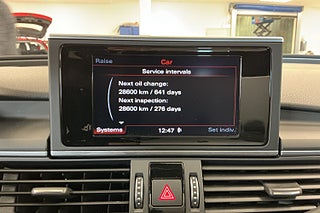 Raise
Car
Service intervals
Next oil change:
28600 km / 641 days
Next inspection:
28600 km / 276 days
Systems
12:47
Set indiv.